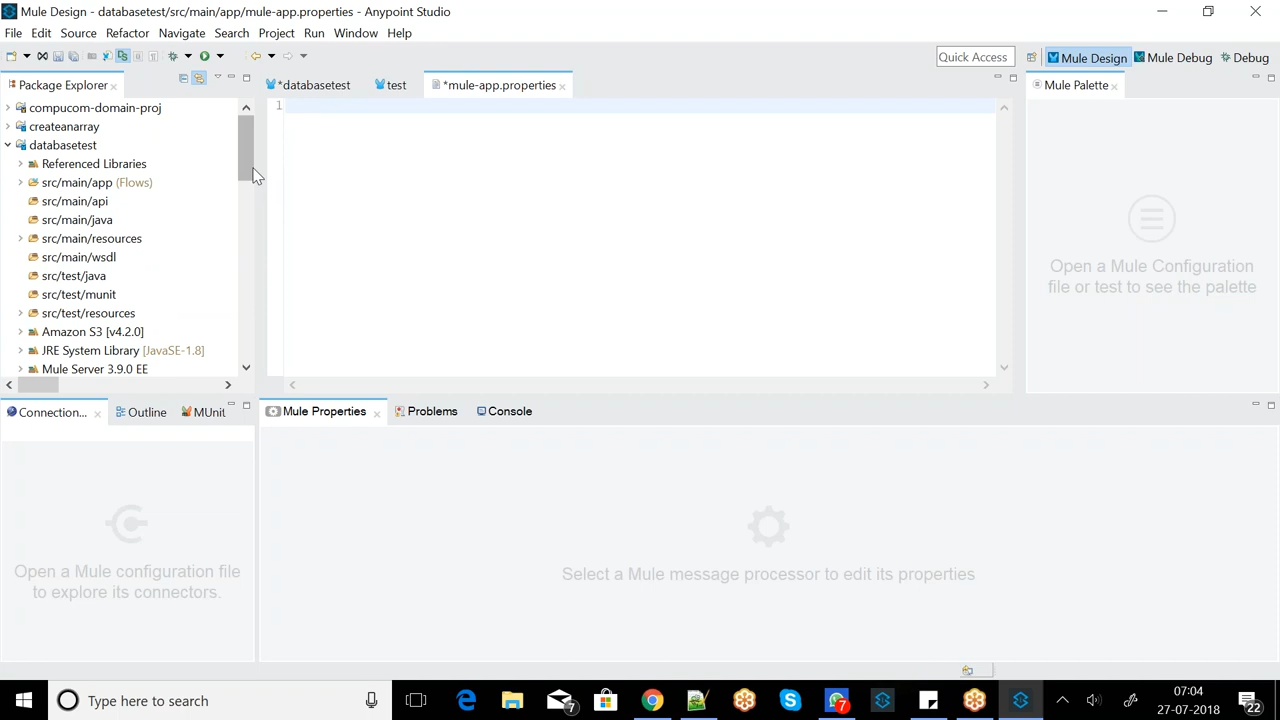 Mule Design - databasetest/src/main/app/mule-app.properties - Anypoint Studio
File Edit Source Refactor Navigate Search Project Run Window Help
Quick Access Mule Design Mule Debug Debug
Package Explorer *databasetest test *mule-app.properties Mule Palette
compucom-domain-proj
createanarray
databasetest
Referenced Libraries
src/main/app (Flows)
src/main/api
src/main/java
src/main/resources
src/main/wsdl
src/test/java
src/test/munit
src/test/resources
Amazon S3 [v4.2.0]
JRE System Library [JavaSE-1.8]
Mule Server 3.9.0 EE
1
Open a Mule Configuration
file or test to see the palette
Connection... Outline MUnit Mule Properties Problems Console
Open a Mule configuration file
to explore its connectors.
Select a Mule message processor to edit its properties
Type here to search
7
7
07:04
27-07-2018
22